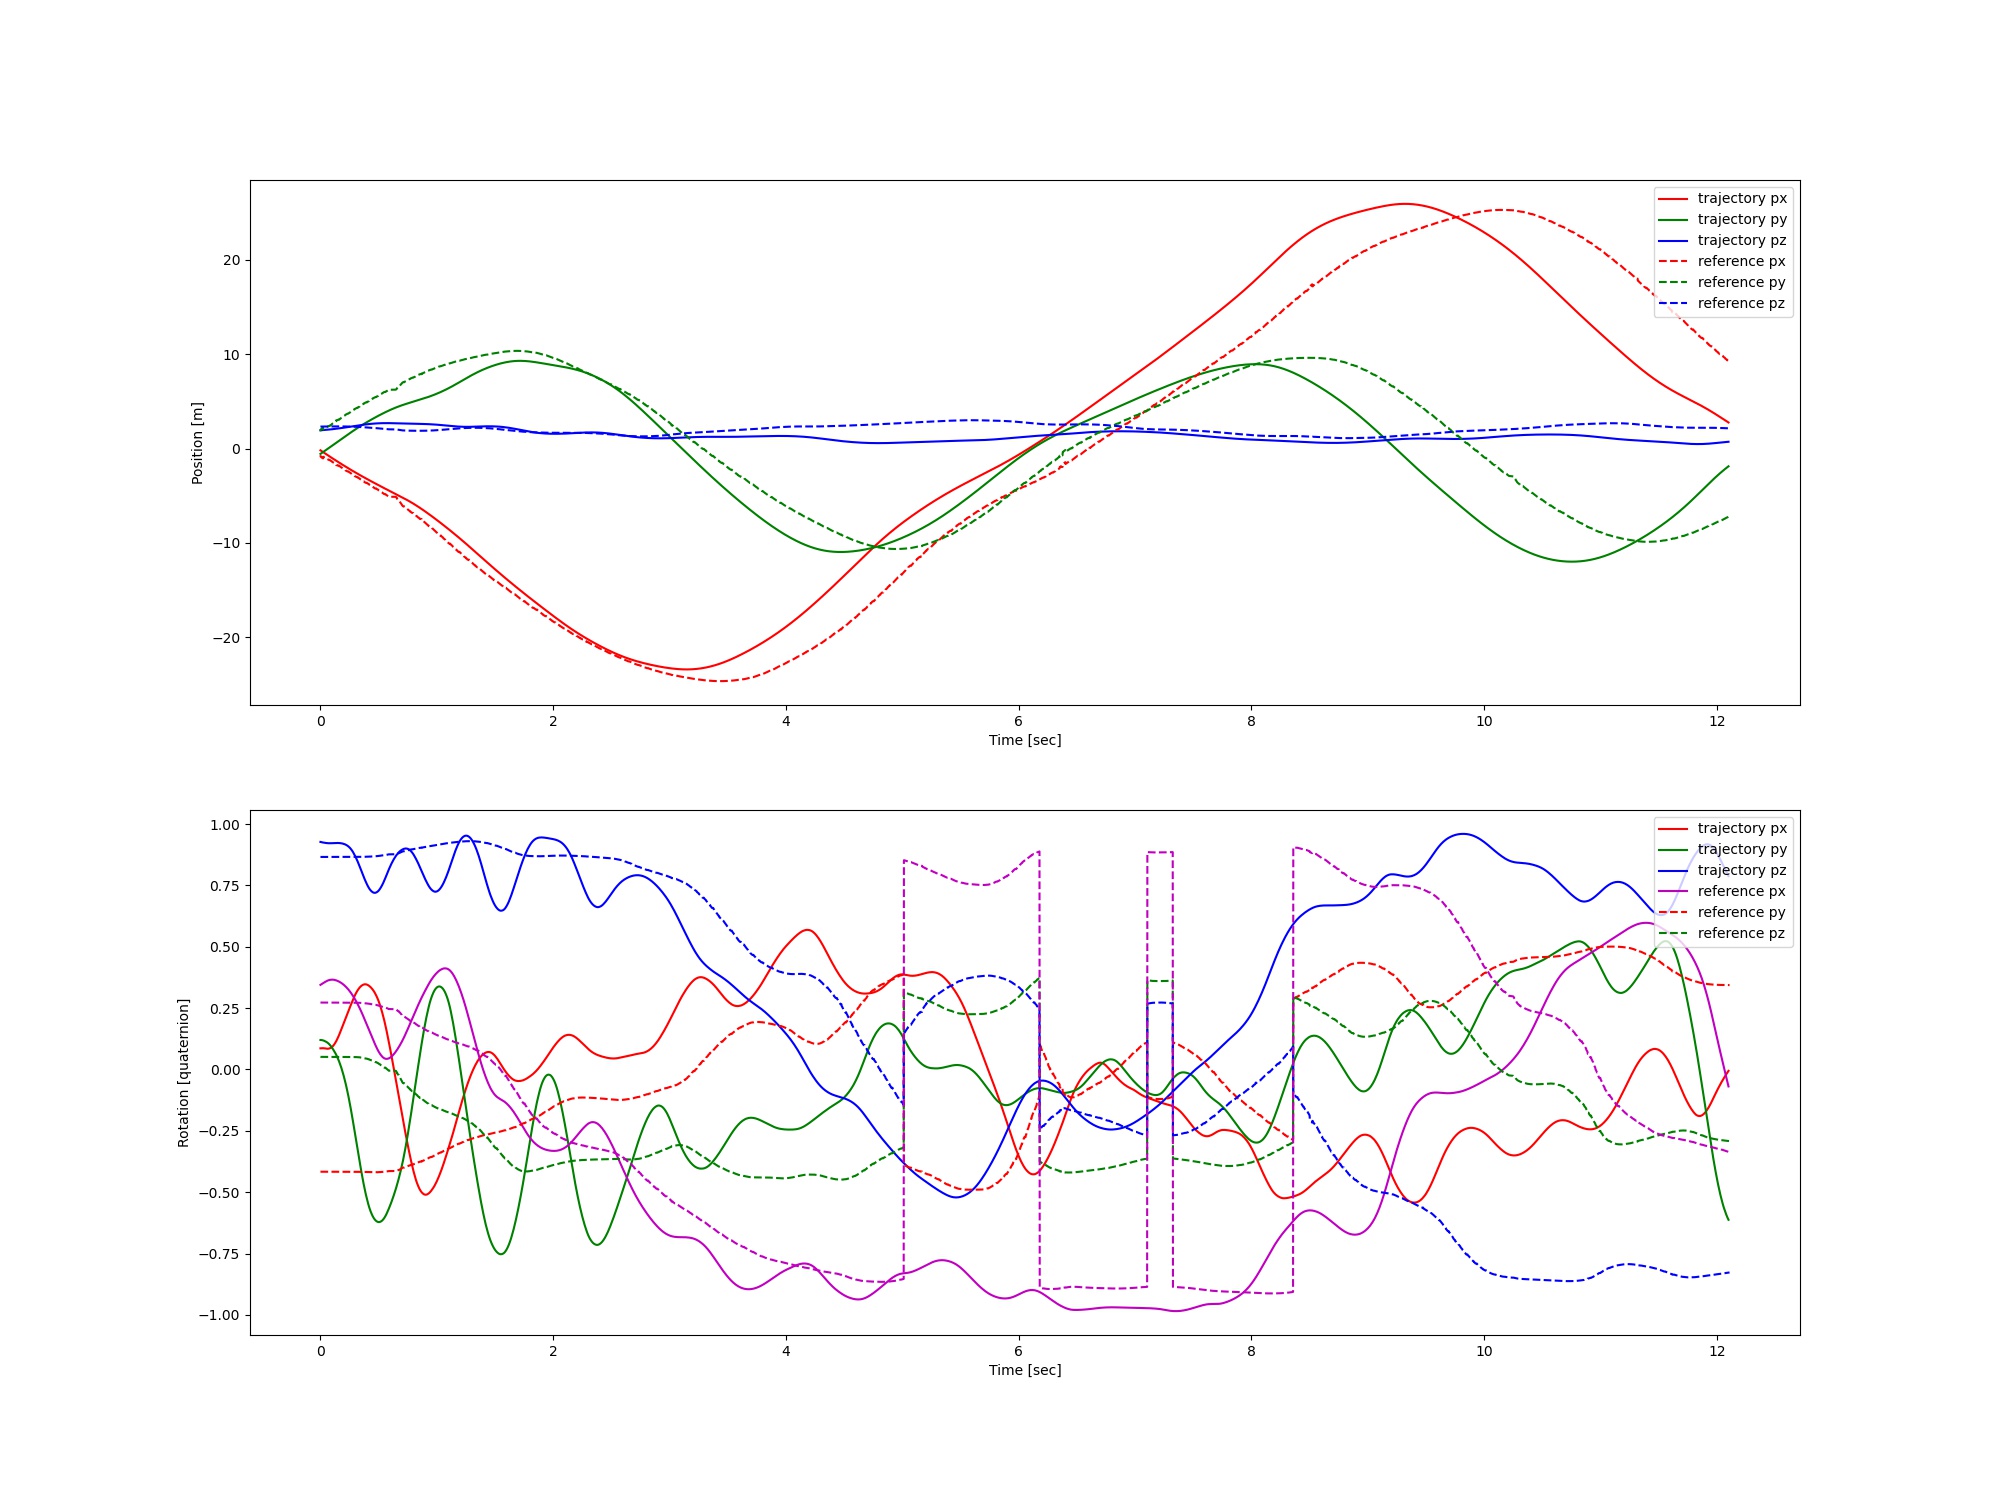 20
10
0
−10
−20
Position [m]
0 2 4 6 8 10 12
Time [sec]
trajectory px
trajectory py
trajectory pz
reference px
reference py
reference pz
1.00
0.75
0.50
0.25
0.00
−0.25
−0.50
−0.75
−1.00
Rotation [quaternion]
0 2 4 6 8 10 12
Time [sec]
trajectory px
trajectory py
trajectory pz
reference px
reference py
reference pz